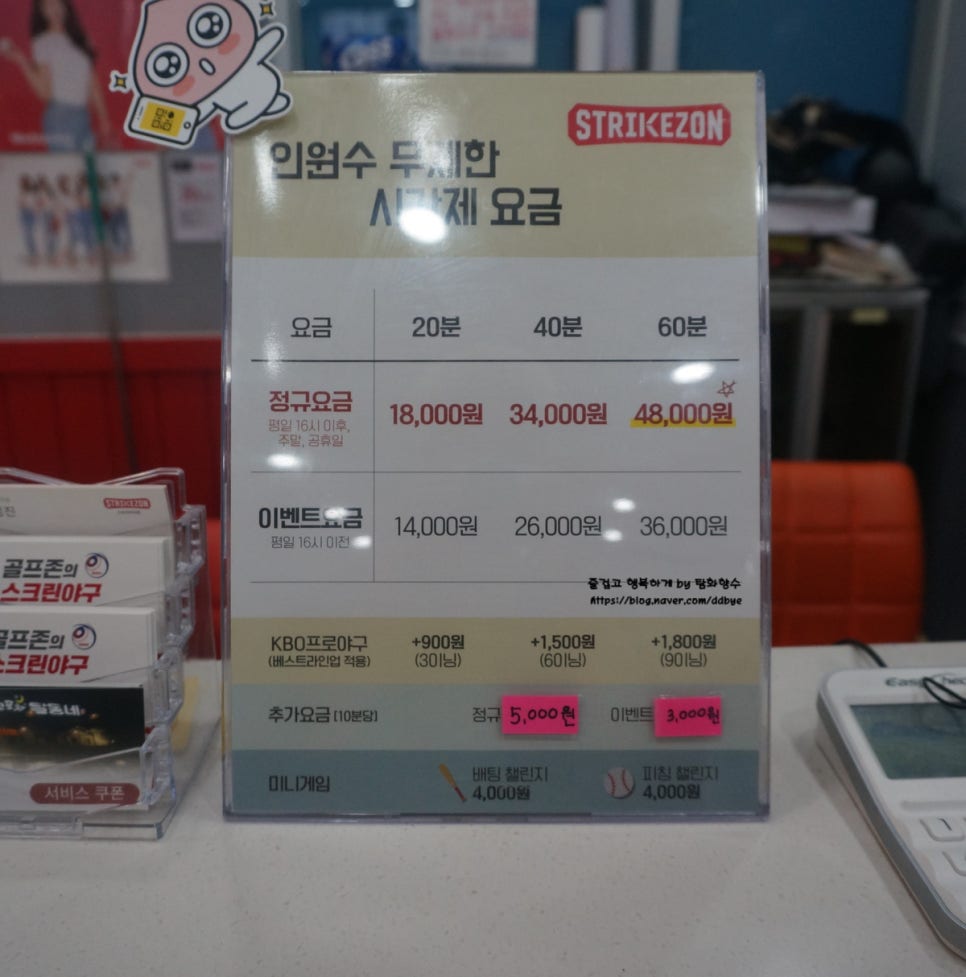 STRIKEZON
인원수 무제한
시간제 요금
요금 20분 40분 60분
정규요금 18,000원 34,000원 48,000원
평일 16시 이후,
주말, 공휴일
이벤트요금 14,000원 26,000원 36,000원
평일 16시 이전
즐겁고 행복하게 by 탐화향수
https://blog.naver.com/ddbye
KBO프로야구 +900원 +1,500원 +1,800원
(베스트라인업 적용) (3이닝) (6이닝) (9이닝)
추가요금 [10분당] 정규 5,000원 이벤트 3,000원
미니게임 배팅 챌린지 피칭 챌린지
4,000원 4,000원
STRIKEZON
골프존의
스크린야구
골프존의
스크린야구
달동네
서비스 쿠폰
1